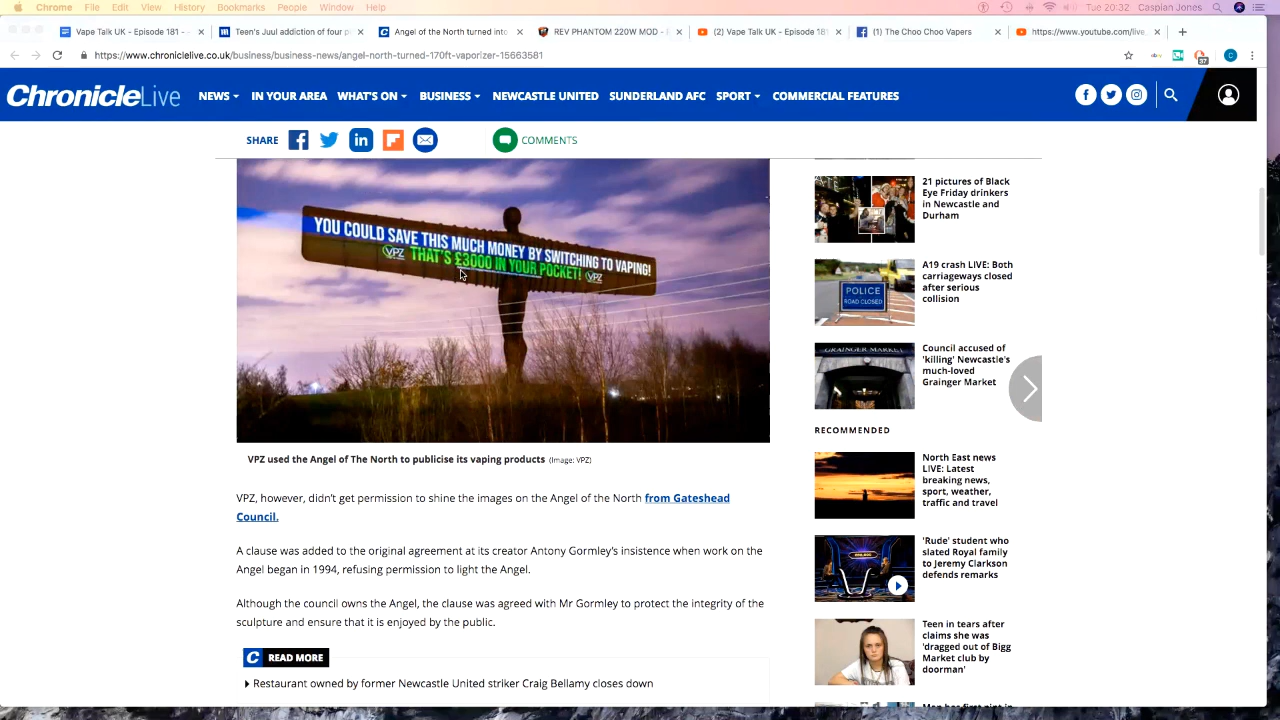 Chrome File Edit View History Bookmarks People Window Help
Tue 20:32 Caspian Jones
Vape Talk UK - Episode 181 -
Teen's Juul addiction of four p
Angel of the North turned into
REV PHANTOM 220W MOD -
(2) Vape Talk UK - Episode 181
(1) The Choo Choo Vapers
https://www.youtube.com/live
https://www.chroniclelive.co.uk/business/business-news/angel-north-turned-170ft-vaporizer-15663581
37
C
ChronicleLive
NEWS
IN YOUR AREA
WHAT'S ON
BUSINESS
NEWCASTLE UNITED
SUNDERLAND AFC
SPORT
COMMERCIAL FEATURES
SHARE
COMMENTS
YOU COULD SAVE THIS MUCH MONEY BY SWITCHING TO VAPING!
VPZ THAT'S £3000 IN YOUR POCKET! VPZ
VPZ used the Angel of The North to publicise its vaping products (Image: VPZ)
VPZ, however, didn't get permission to shine the images on the Angel of the North from Gateshead
Council.
A clause was added to the original agreement at its creator Antony Gormley's insistence when work on the
Angel began in 1994, refusing permission to light the Angel.
Although the council owns the Angel, the clause was agreed with Mr Gormley to protect the integrity of the
sculpture and ensure that it is enjoyed by the public.
C READ MORE
Restaurant owned by former Newcastle United striker Craig Bellamy closes down
21 pictures of Black
Eye Friday drinkers
in Newcastle and
Durham
POLICE
ROAD CLOSED
A19 crash LIVE: Both
carriageways closed
after serious
collision
GRAINGER MARKET
Council accused of
'killing' Newcastle's
much-loved
Grainger Market
RECOMMENDED
North East news
LIVE: Latest
breaking news,
sport, weather,
traffic and travel
'Rude' student who
slated Royal family
to Jeremy Clarkson
defends remarks
Teen in tears after
claims she was
'dragged out of Bigg
Market club by
doorman'